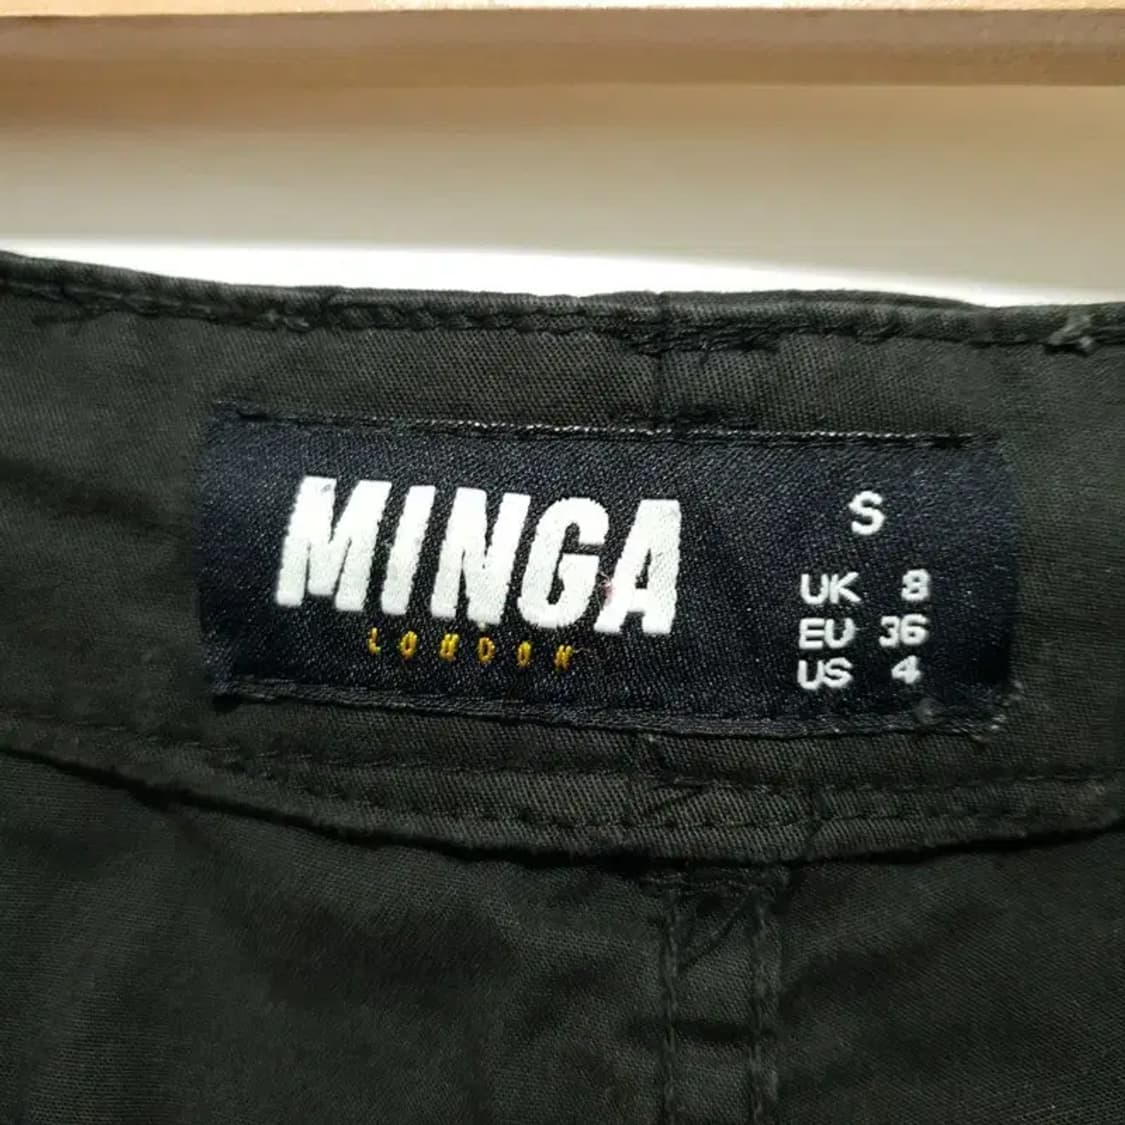 MINGA
LONDON
S
UK 8
EU 36
US 4